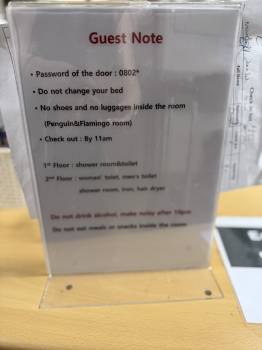 Guest Note
• Password of the door : 0802*
• Do not change your bed
• No shoes and no luggages inside the room
(Penguin&Flamingo room)
• Check out : By 11am
1st Floor : shower room&toilet
2nd Floor : women' toilet, men's toilet
shower room, iron, hair dryer
Do not drink alcohol, make noisy after 10pm
Do not eat meals or snacks inside the room